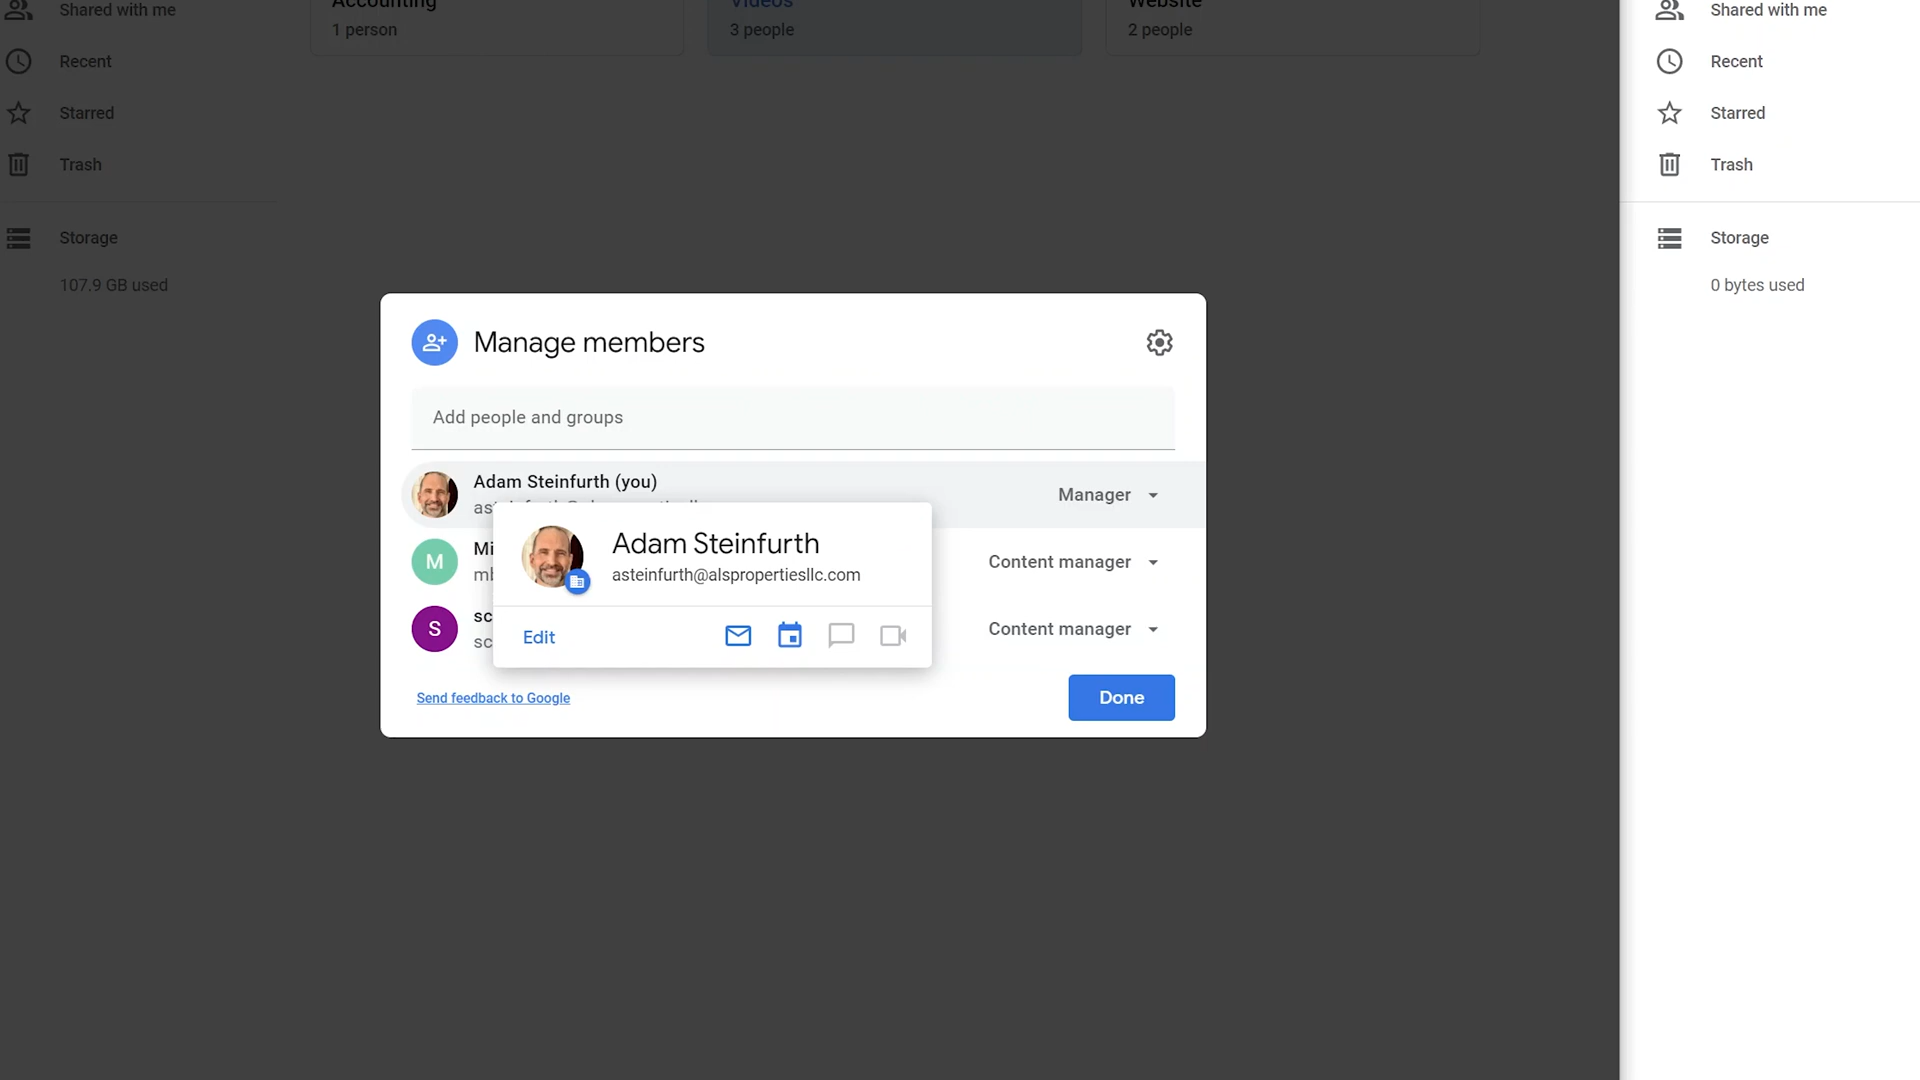 Shared with me
Recent
Starred
Trash
Storage
107.9 GB used
Accounting
1 person
Videos
3 people
Website
2 people
Manage members
Add people and groups
Adam Steinfurth (you)
Manager
M
Content manager
S
Content manager
Adam Steinfurth
asteinfurth@alspropertiesllc.com
Edit
Send feedback to Google
Done
Shared with me
Recent
Starred
Trash
Storage
0 bytes used